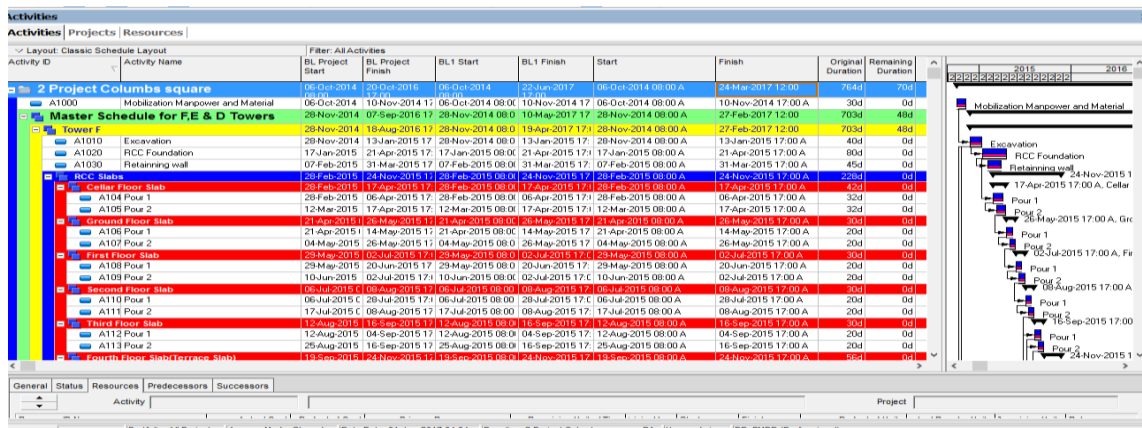 Activities
Activities Projects Resources
Layout: Classic Schedule Layout Filter: All Activities
Activity ID Activity Name BL Project Start BL Project Finish BL1 Start BL1 Finish Start Finish Original Duration Remaining Duration 2015 2016
2 Project Columbs square 06-Oct-2014 08:00 20-Oct-2016 17:00 06-Oct-2014 08:00 22-Jun-2017 17:00 06-Oct-2014 08:00 A 24-Mar-2017 12:00 764d 70d
A1000 Mobilization Manpower and Material 06-Oct-2014 10-Nov-2014 17 06-Oct-2014 08:0 10-Nov-2014 17 06-Oct-2014 08:00 A 10-Nov-2014 17:00 A 30d 0d Mobilization Manpower and Material
Master Schedule for F,E & D Towers 28-Nov-2014 07-Sep-2016 17 28-Nov-2014 08:0 10-May-2017 17 28-Nov-2014 08:00 A 27-Feb-2017 12:00 703d 48d
Tower F 28-Nov-2014 18-Aug-2016 17 28-Nov-2014 08:0 19-Apr-2017 17: 28-Nov-2014 08:00 A 27-Feb-2017 12:00 703d 48d
A1010 Excavation 28-Nov-2014 13-Jan-2015 17 28-Nov-2014 08:0 13-Jan-2015 17: 28-Nov-2014 08:00 A 13-Jan-2015 17:00 A 40d 0d Excavation
A1020 RCC Foundation 17-Jan-2015 21-Apr-2015 17: 17-Jan-2015 08:00 21-Apr-2015 17: 17-Jan-2015 08:00 A 21-Apr-2015 17:00 A 80d 0d RCC Foundation
A1030 Retainning wall 07-Feb-2015 31-Mar-2015 17 07-Feb-2015 08:0 31-Mar-2015 17: 07-Feb-2015 08:00 A 31-Mar-2015 17:00 A 45d 0d Retainning wall
RCC Slabs 28-Feb-2015 24-Nov-2015 17 28-Feb-2015 08:0 24-Nov-2015 17 28-Feb-2015 08:00 A 24-Nov-2015 17:00 A 228d 0d 24-Nov-2015 1
Cellar Floor Slab 28-Feb-2015 17-Apr-2015 17: 28-Feb-2015 08:0 17-Apr-2015 17: 28-Feb-2015 08:00 A 17-Apr-2015 17:00 A 42d 0d 17-Apr-2015 17:00 A, Cellar
A104 Pour 1 28-Feb-2015 06-Apr-2015 17: 28-Feb-2015 08:0 06-Apr-2015 17: 28-Feb-2015 08:00 A 06-Apr-2015 17:00 A 32d 0d Pour 1
A105 Pour 2 12-Mar-2015 17-Apr-2015 17: 12-Mar-2015 08:0 17-Apr-2015 17: 12-Mar-2015 08:00 A 17-Apr-2015 17:00 A 32d 0d Pour 2
Ground Floor Slab 21-Apr-2015 26-May-2015 17 21-Apr-2015 08:00 26-May-2015 17 21-Apr-2015 08:00 A 26-May-2015 17:00 A 30d 0d 26-May-2015 17:00 A, Gro
A106 Pour 1 21-Apr-2015 14-May-2015 17 21-Apr-2015 08:00 14-May-2015 17 21-Apr-2015 08:00 A 14-May-2015 17:00 A 20d 0d Pour 1
A107 Pour 2 04-May-2015 26-May-2015 17 04-May-2015 08:0 26-May-2015 17 04-May-2015 08:00 A 26-May-2015 17:00 A 20d 0d Pour 2
First Floor Slab 29-May-2015 02-Jul-2015 17: 29-May-2015 08:0 02-Jul-2015 17: 29-May-2015 08:00 A 02-Jul-2015 17:00 A 30d 0d 02-Jul-2015 17:00 A, Fir
A108 Pour 1 29-May-2015 20-Jun-2015 17 29-May-2015 08:0 20-Jun-2015 17: 29-May-2015 08:00 A 20-Jun-2015 17:00 A 20d 0d Pour 1
A109 Pour 2 10-Jun-2015 02-Jul-2015 17: 10-Jun-2015 08:00 02-Jul-2015 17: 10-Jun-2015 08:00 A 02-Jul-2015 17:00 A 20d 0d Pour 2
Second Floor Slab 06-Jul-2015 08-Aug-2015 17 06-Jul-2015 08:00 08-Aug-2015 17: 06-Jul-2015 08:00 A 08-Aug-2015 17:00 A 30d 0d 08-Aug-2015 17:00
A110 Pour 1 06-Jul-2015 28-Jul-2015 17: 06-Jul-2015 08:00 28-Jul-2015 17: 06-Jul-2015 08:00 A 28-Jul-2015 17:00 A 20d 0d Pour 1
A111 Pour 2 17-Jul-2015 08-Aug-2015 17 17-Jul-2015 08:00 08-Aug-2015 17: 17-Jul-2015 08:00 A 08-Aug-2015 17:00 A 20d 0d Pour 2
Third Floor Slab 12-Aug-2015 16-Sep-2015 17 12-Aug-2015 08:0 16-Sep-2015 17: 12-Aug-2015 08:00 A 16-Sep-2015 17:00 A 30d 0d 16-Sep-2015 17:00
A112 Pour 1 12-Aug-2015 04-Sep-2015 17 12-Aug-2015 08:0 04-Sep-2015 17: 12-Aug-2015 08:00 A 04-Sep-2015 17:00 A 20d 0d Pour 1
A113 Pour 2 25-Aug-2015 16-Sep-2015 17 25-Aug-2015 08:0 16-Sep-2015 17: 25-Aug-2015 08:00 A 16-Sep-2015 17:00 A 20d 0d Pour 2
Fourth Floor Slab(Terrace Slab) 19-Sep-2015 24-Nov-2015 17 19-Sep-2015 08:0 24-Nov-2015 17 19-Sep-2015 08:00 A 24-Nov-2015 17:00 A 56d 0d 24-Nov-2015 1
General Status Resources Predecessors Successors
Activity Project